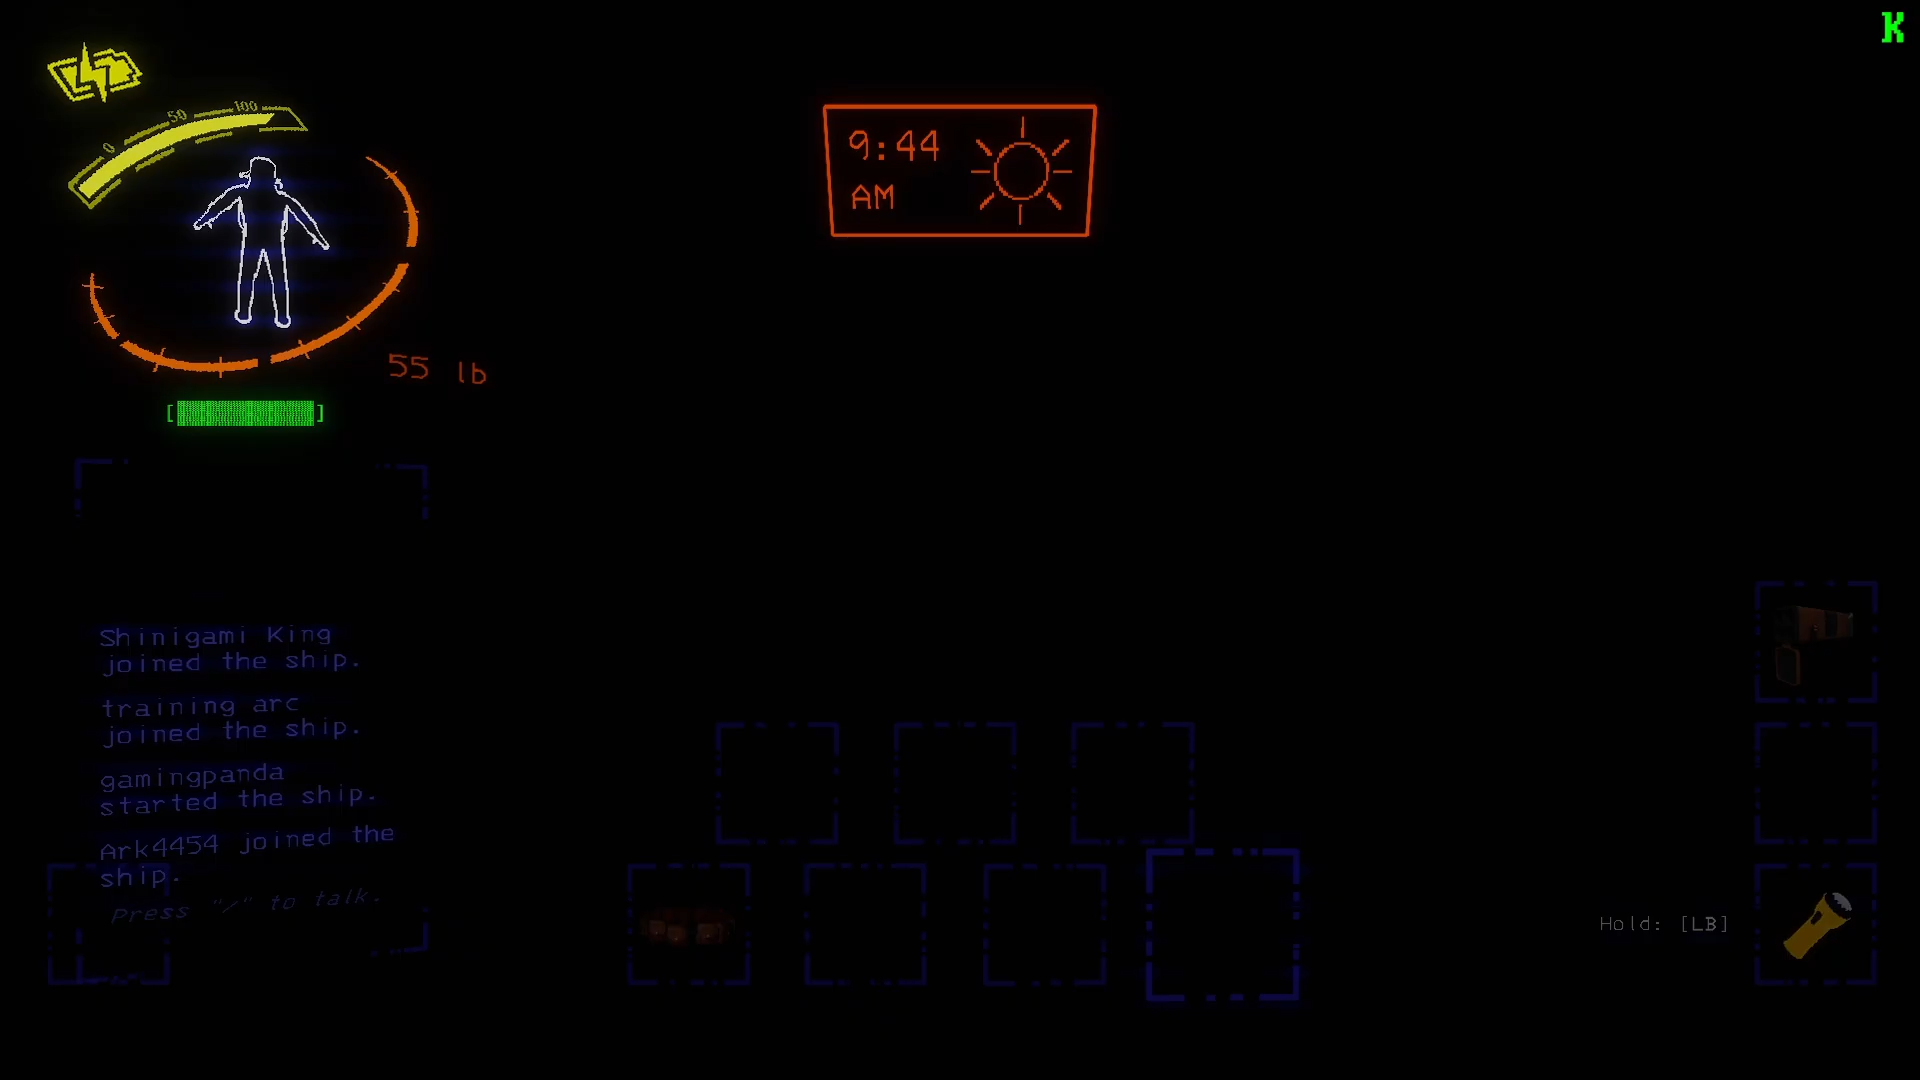 K
0 50 100
9:44
AM
55 lb
[ ]
Shinigami King
joined the ship.
training arc
joined the ship.
gamingpanda
started the ship.
Ark4454 joined the
ship.
Press "/" to talk.
Hold: [LB]